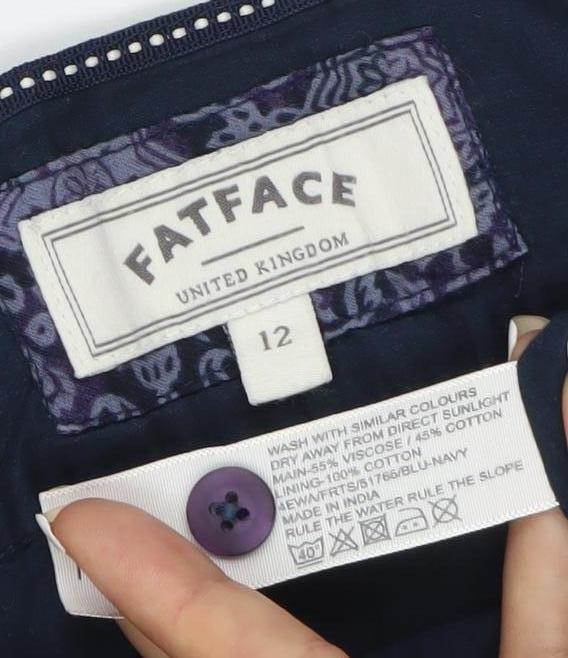 FATFACE
UNITED KINGDOM
12
WASH WITH SIMILAR COLOURS
DRY AWAY FROM DIRECT SUNLIGHT
MAIN-55% VISCOSE / 45% COTTON
LINING-100% COTTON
4EWA/FRTS/51766/BLU-NAVY
MADE IN INDIA
RULE THE WATER RULE THE SLOPE
40°